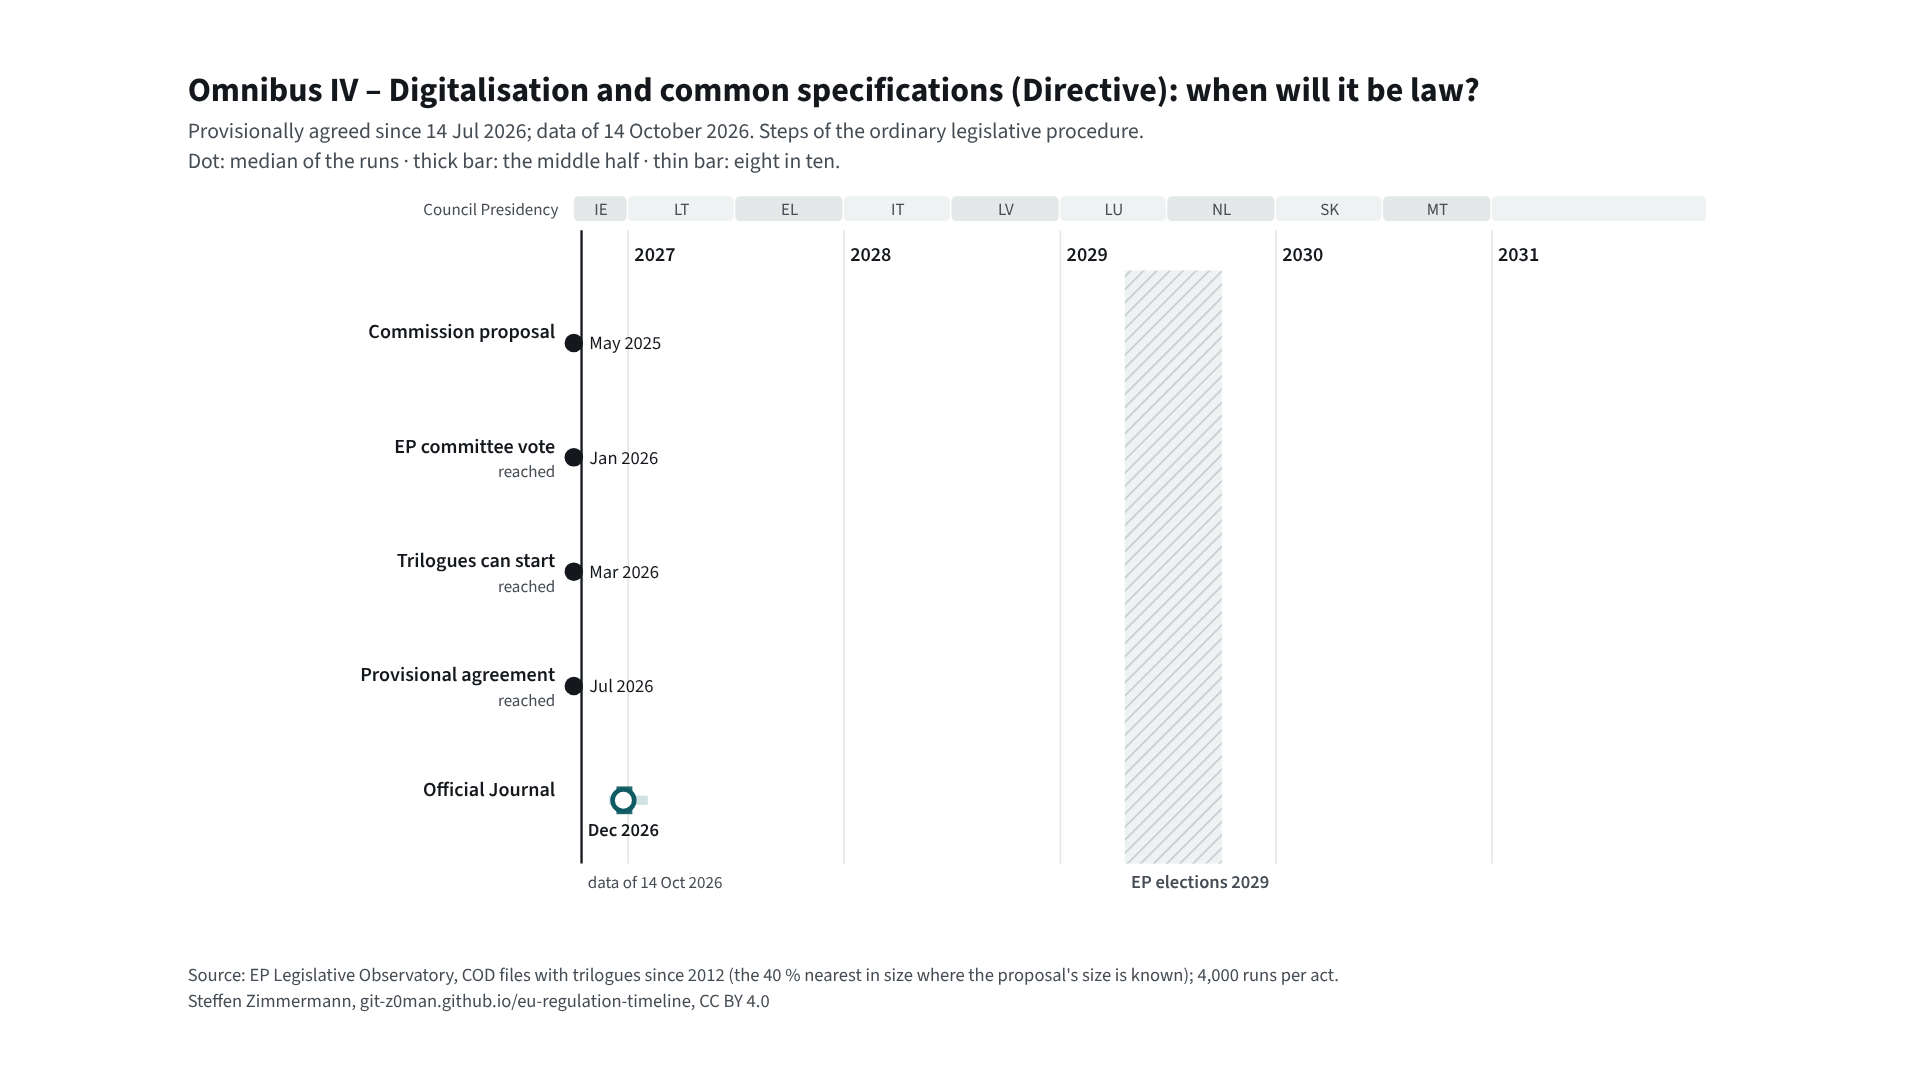 Omnibus IV – Digitalisation and common specifications (Directive): when will it be law?
Provisionally agreed since 14 Jul 2026; data of 14 October 2026. Steps of the ordinary legislative procedure.
Dot: median of the runs · thick bar: the middle half · thin bar: eight in ten.
Council Presidency IE LT EL IT LV LU NL SK MT
2027 2028 2029 2030 2031
Commission proposal
May 2025
EP committee vote
reached
Jan 2026
Trilogues can start
reached
Mar 2026
Provisional agreement
reached
Jul 2026
Official Journal
Dec 2026
data of 14 Oct 2026
EP elections 2029
Source: EP Legislative Observatory, COD files with trilogues since 2012 (the 40 % nearest in size where the proposal's size is known); 4,000 runs per act.
Steffen Zimmermann, git-z0man.github.io/eu-regulation-timeline, CC BY 4.0